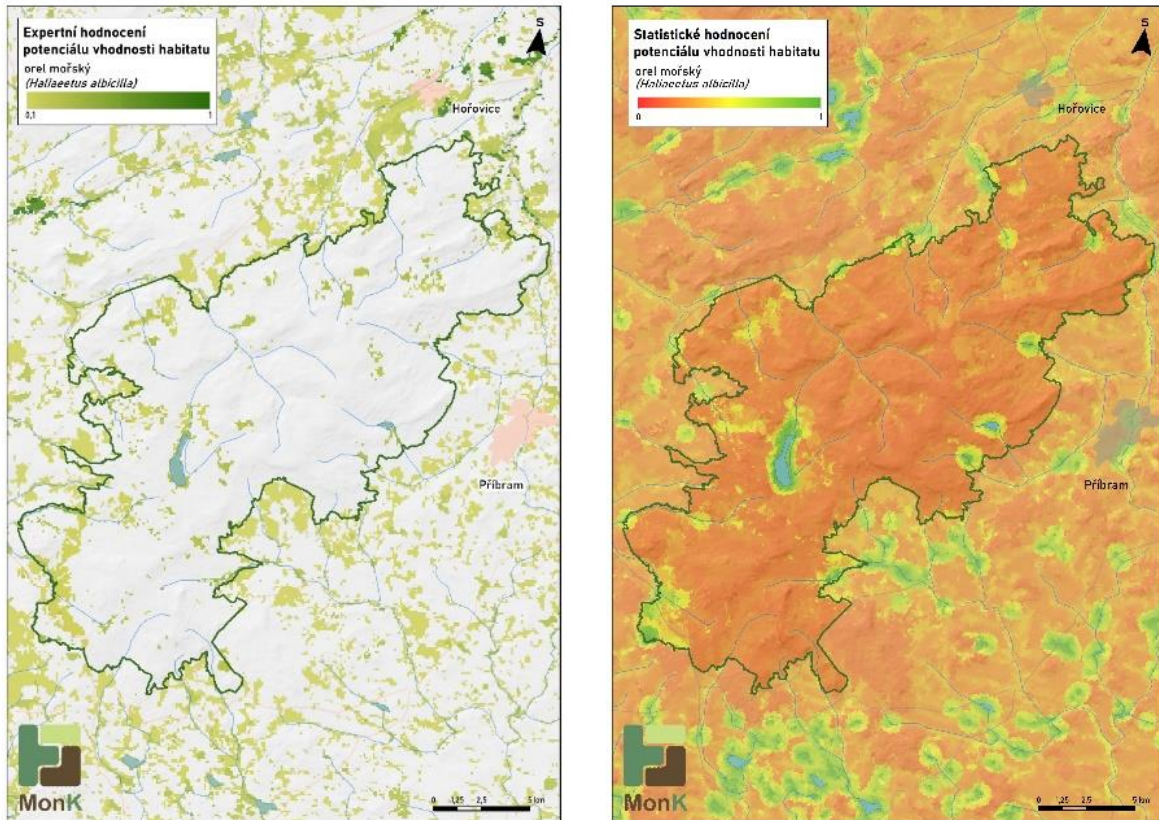 Expertní hodnocení
potenciálu vhodnosti habitatu
orel mořský
(Haliaeetus albicilla)
0,1 1
S
Hořovice
Příbram
MonK
0 1,25 2,5 5 km
Statistické hodnocení
potenciálu vhodnosti habitatu
orel mořský
(Haliaeetus albicilla)
0 1
S
Hořovice
Příbram
MonK
0 1,25 2,5 5 km